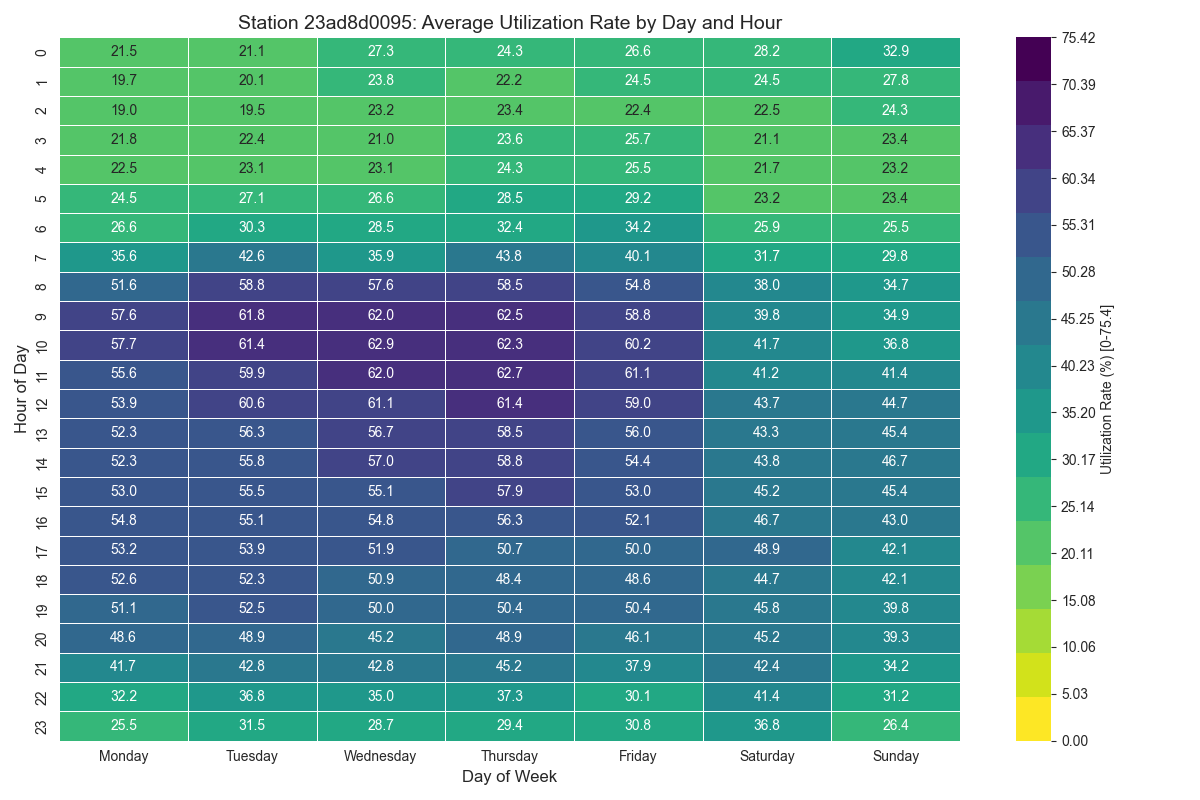 Station 23ad8d0095: Average Utilization Rate by Day and Hour
0 21.5 21.1 27.3 24.3 26.6 28.2 32.9
1 19.7 20.1 23.8 22.2 24.5 24.5 27.8
2 19.0 19.5 23.2 23.4 22.4 22.5 24.3
3 21.8 22.4 21.0 23.6 25.7 21.1 23.4
4 22.5 23.1 23.1 24.3 25.5 21.7 23.2
5 24.5 27.1 26.6 28.5 29.2 23.2 23.4
6 26.6 30.3 28.5 32.4 34.2 25.9 25.5
7 35.6 42.6 35.9 43.8 40.1 31.7 29.8
8 51.6 58.8 57.6 58.5 54.8 38.0 34.7
9 57.6 61.8 62.0 62.5 58.8 39.8 34.9
10 57.7 61.4 62.9 62.3 60.2 41.7 36.8
11 55.6 59.9 62.0 62.7 61.1 41.2 41.4
12 53.9 60.6 61.1 61.4 59.0 43.7 44.7
13 52.3 56.3 56.7 58.5 56.0 43.3 45.4
14 52.3 55.8 57.0 58.8 54.4 43.8 46.7
15 53.0 55.5 55.1 57.9 53.0 45.2 45.4
16 54.8 55.1 54.8 56.3 52.1 46.7 43.0
17 53.2 53.9 51.9 50.7 50.0 48.9 42.1
18 52.6 52.3 50.9 48.4 48.6 44.7 42.1
19 51.1 52.5 50.0 50.4 50.4 45.8 39.8
20 48.6 48.9 45.2 48.9 46.1 45.2 39.3
21 41.7 42.8 42.8 45.2 37.9 42.4 34.2
22 32.2 36.8 35.0 37.3 30.1 41.4 31.2
23 25.5 31.5 28.7 29.4 30.8 36.8 26.4
Monday Tuesday Wednesday Thursday Friday Saturday Sunday
Day of Week
Hour of Day
75.42
70.39
65.37
60.34
55.31
50.28
45.25
40.23
35.20
30.17
25.14
20.11
15.08
10.06
5.03
0.00
Utilization Rate (%) [0-75.4]